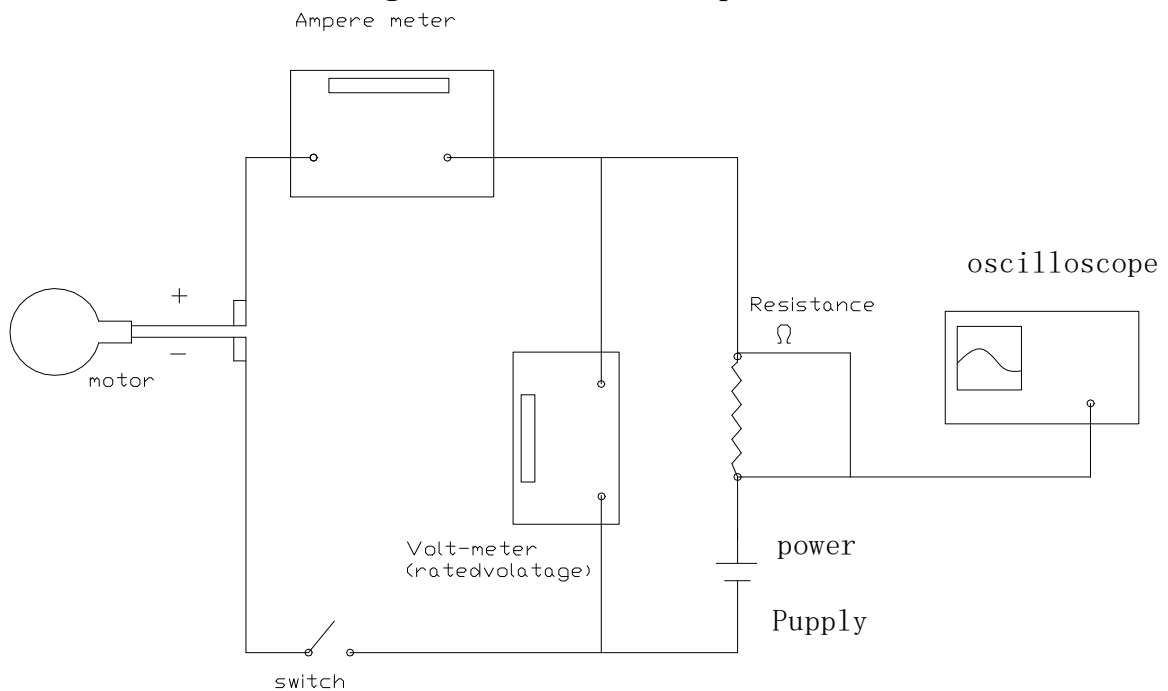 Ampere meter
oscilloscope
+
Resistance
Ω
−
motor
Volt-meter
(ratedvolatage)
power
Pupply
switch